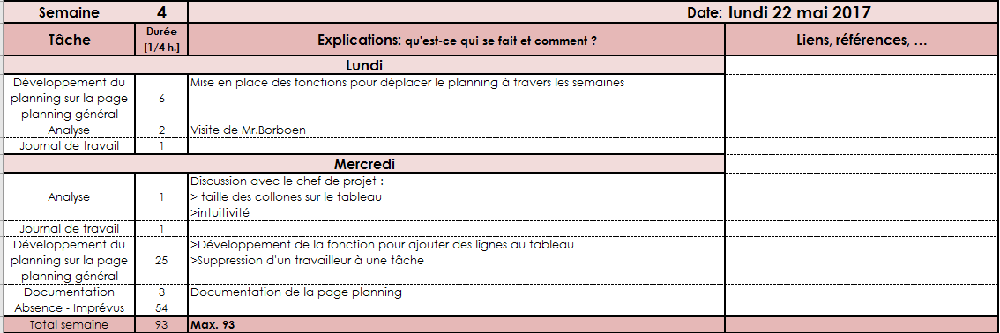 Semaine 4 Date: lundi 22 mai 2017
Tâche Durée [1/4 h.] Explications: qu'est-ce qui se fait et comment ? Liens, références, …
Lundi
Développement du
planning sur la page
planning général
6
Mise en place des fonctions pour déplacer le planning à travers les semaines
Analyse 2 Visite de Mr.Borboen
Journal de travail 1
Mercredi
Analyse 1
Discussion avec le chef de projet :
> taille des collones sur le tableau
>intuitivité
Journal de travail 1
Développement du
planning sur la page
planning général
25
>Développement de la fonction pour ajouter des lignes au tableau
>Suppression d'un travailleur à une tâche
Documentation 3 Documentation de la page planning
Absence - Imprévus 54
Total semaine 93 Max. 93